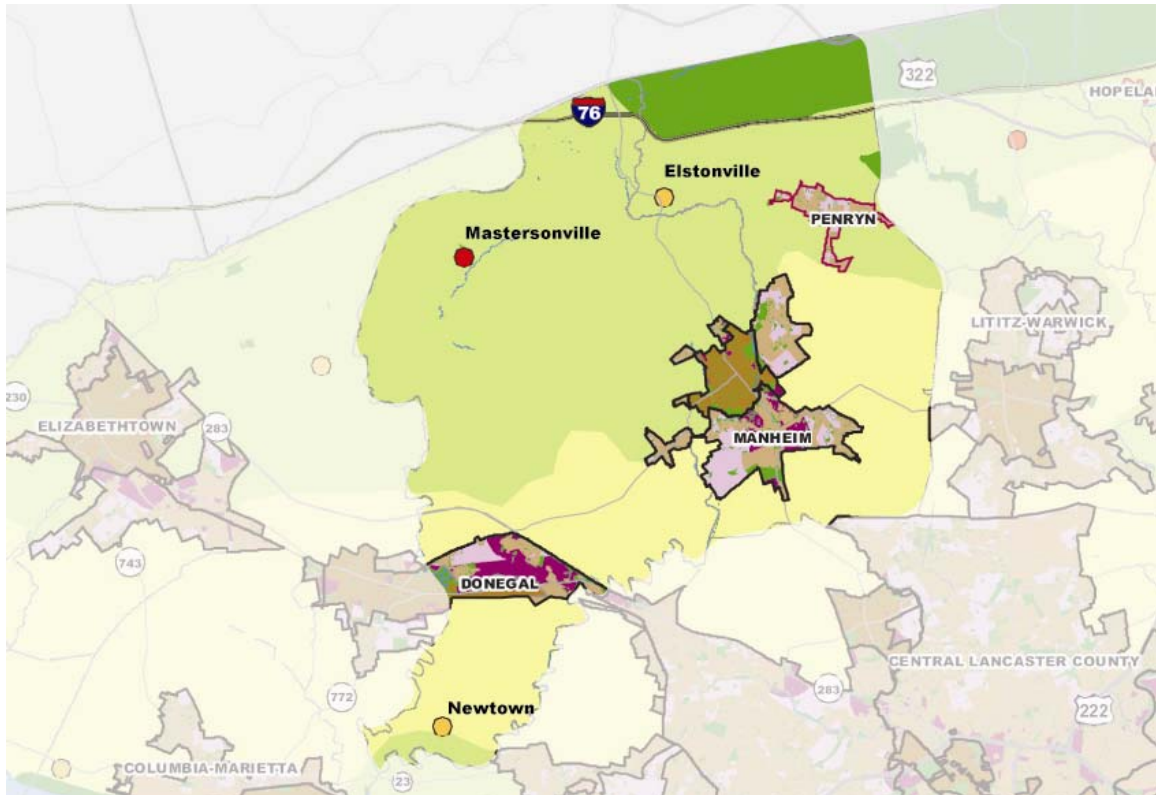 322
HOPELA
76
Elstonville
PENRYN
Mastersonville
LITITZ-WARWICK
230
ELIZABETHTOWN
283
MANHEIM
743
DONEGAL
CENTRAL LANCASTER COUNTY
772
283
Newtown
222
COLUMBIA-MARIETTA
23